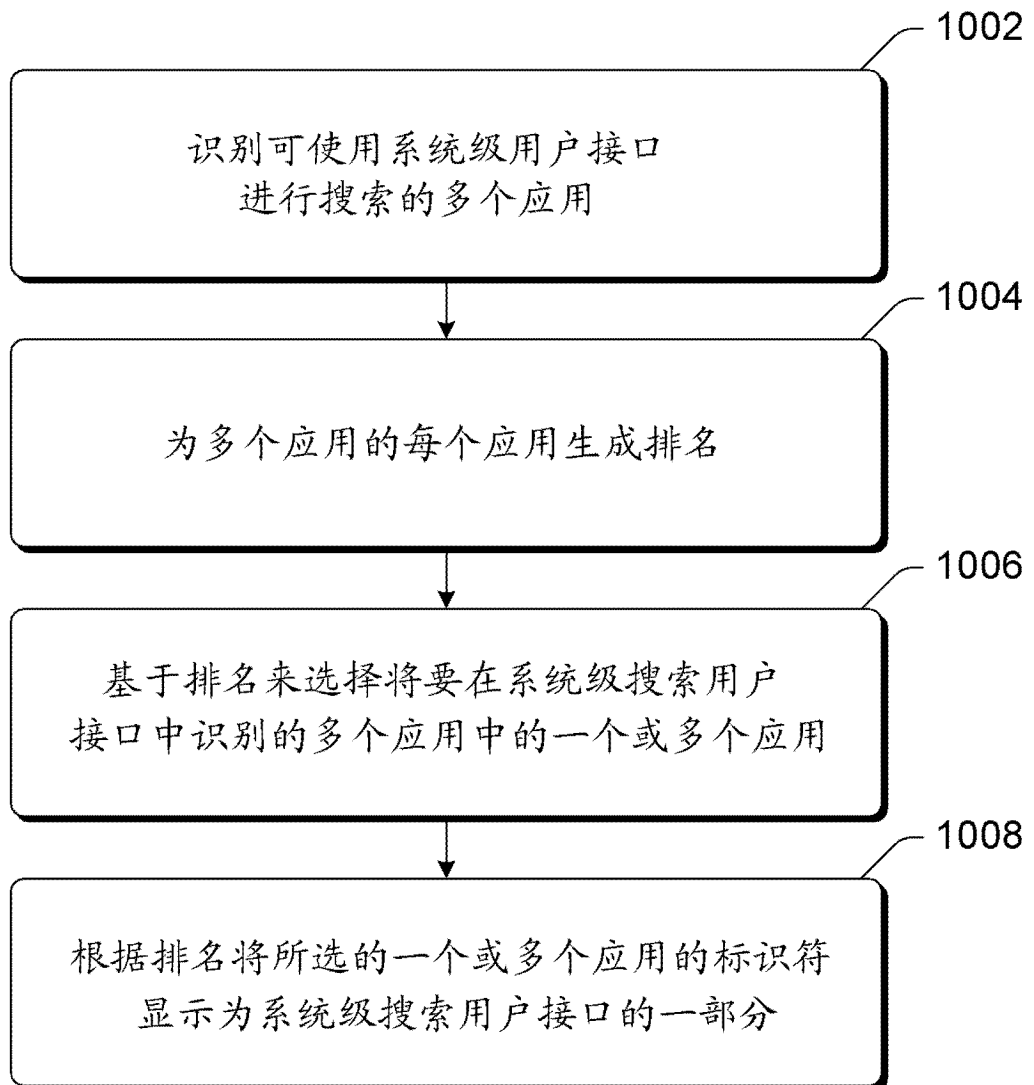 1002
识别可使用系统级用户接口
进行搜索的多个应用
1004
为多个应用的每个应用生成排名
1006
基于排名来选择将要在系统级搜索用户
接口中识别的多个应用中的一个或多个应用
1008
根据排名将所选的一个或多个应用的标识符
显示为系统级搜索用户接口的一部分